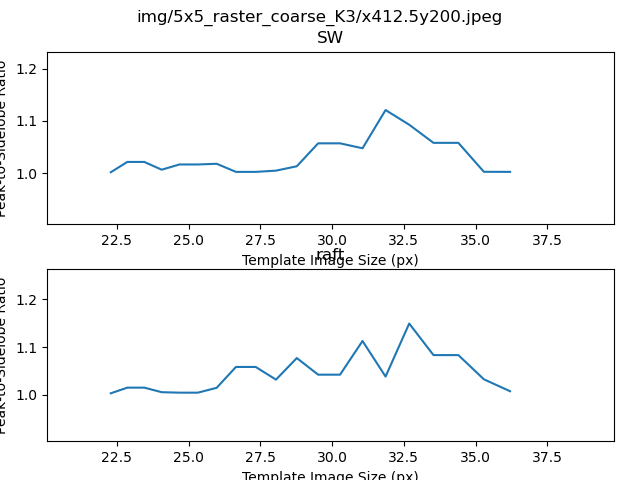 img/5x5_raster_coarse_K3/x412.5y200.jpeg
SW
Peak-to-Sidelobe Ratio
1.2
1.1
1.0
22.5 25.0 27.5 30.0 32.5 35.0 37.5
Template Image Size (px)
raft
Peak-to-Sidelobe Ratio
1.2
1.1
1.0
22.5 25.0 27.5 30.0 32.5 35.0 37.5
Template Image Size (px)